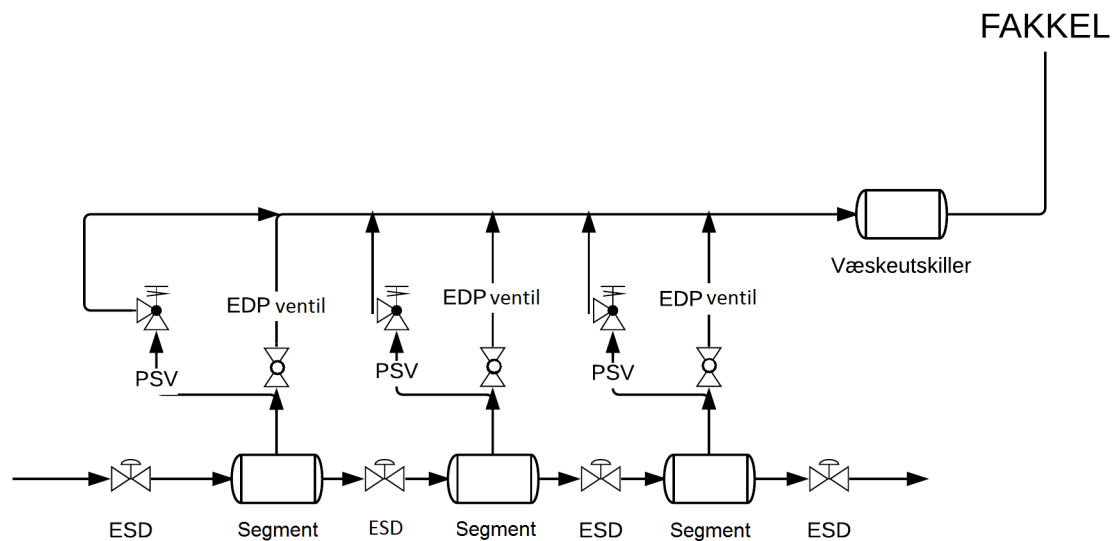 FAKKEL
Væskeutskiller
EDP ventil
EDP ventil
EDP ventil
PSV
PSV
PSV
ESD
Segment
ESD
Segment
ESD
Segment
ESD